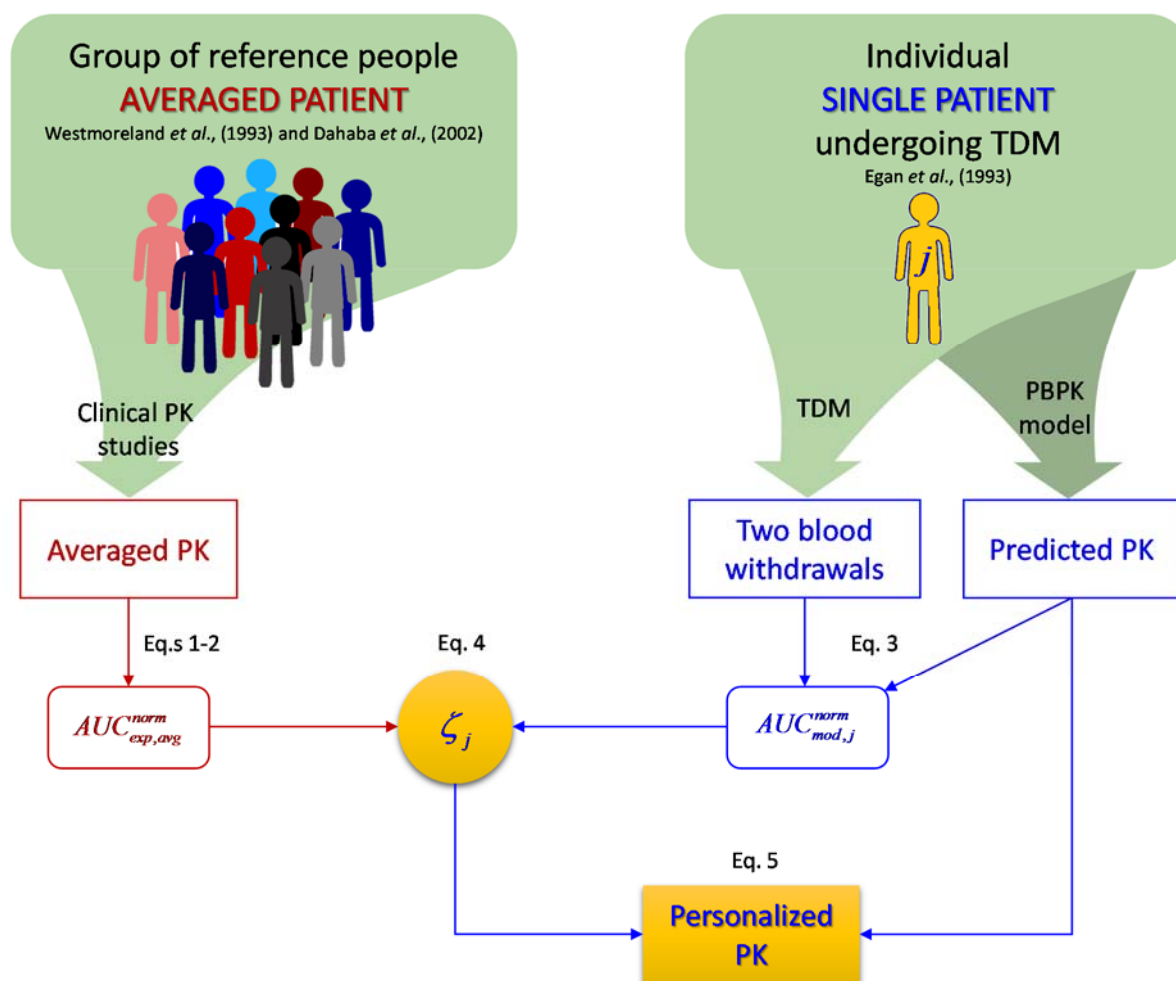 Group of reference people
AVERAGED PATIENT
Westmoreland et al., (1993) and Dahaba et al., (2002)
Individual
SINGLE PATIENT
undergoing TDM
Egan et al., (1993)
j
Clinical PK
studies
TDM
PBPK
model
Averaged PK
Two blood
withdrawals
Predicted PK
Eq.s 1-2
Eq. 4
Eq. 3
AUC^{norm}_{exp,avg}
ζ_j
AUC^{norm}_{mod,j}
Eq. 5
Personalized
PK